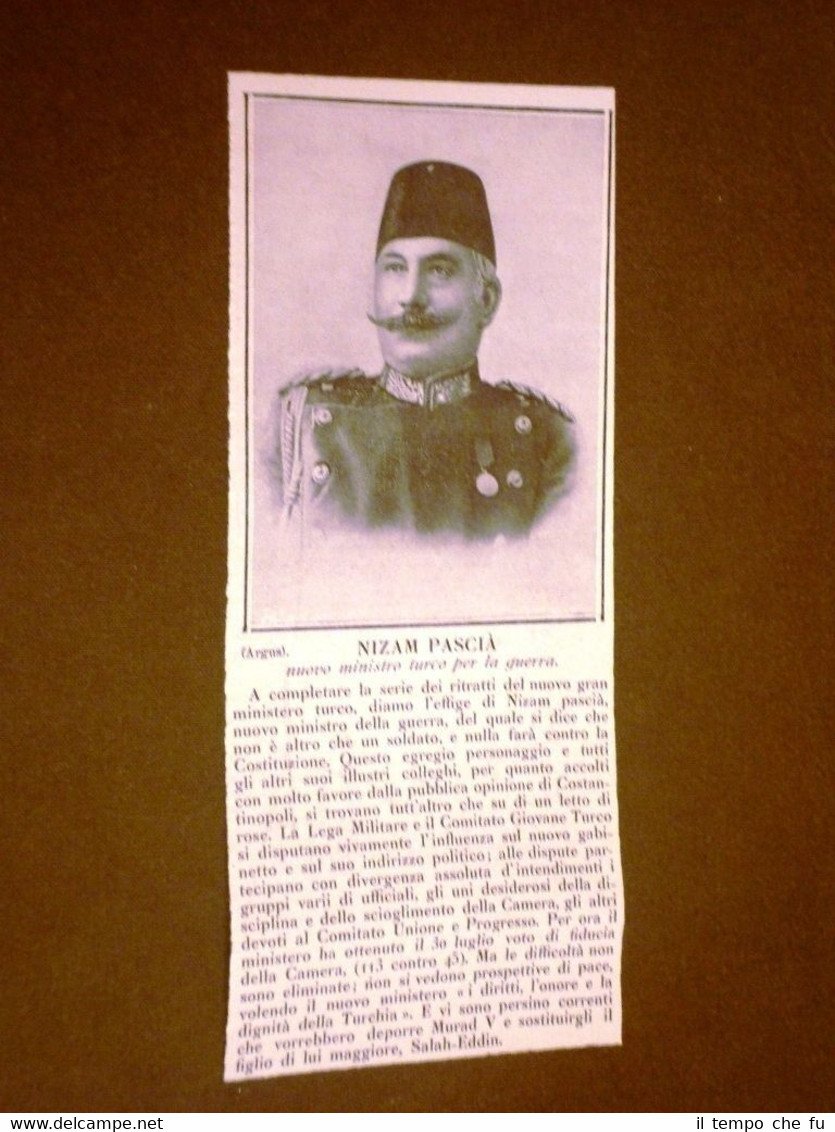 (Argus).
NIZAM PASCIÀ
nuovo ministro turco per la guerra.
A completare la serie dei ritratti del nuovo gran
ministero turco, diamo l'effige di Nizam pascià,
nuovo ministro della guerra, del quale si dice che
non è altro che un soldato, e nulla farà contro la
Costituzione. Questo egregio personaggio e tutti
gli altri suoi illustri colleghi, per quanto accolti
con molto favore dalla pubblica opinione di Costan-
tinopoli, si trovano tutt'altro che su di un letto di
rose. La Lega Militare e il Comitato Giovane Turco
si disputano vivamente l'influenza sul nuovo gabi-
netto e sul suo indirizzo politico; alle dispute par-
tecipano con divergenza assoluta d'intendimenti i
gruppi varii di ufficiali, gli uni desiderosi della di-
sciplina e dello scioglimento della Camera, gli altri
devoti al Comitato Unione e Progresso. Per ora il
ministero ha ottenuto il 30 luglio voto di fiducia
della Camera, (113 contro 45). Ma le difficoltà non
sono eliminate; non si vedono prospettive di pace,
volendo il nuovo ministero « i diritti, l'onore e la
dignità della Turchia ». E vi sono persino correnti
che vorrebbero deporre Murad V e sostituirgli il
figlio di lui maggiore, Salah-Eddin.
il tempo che fu